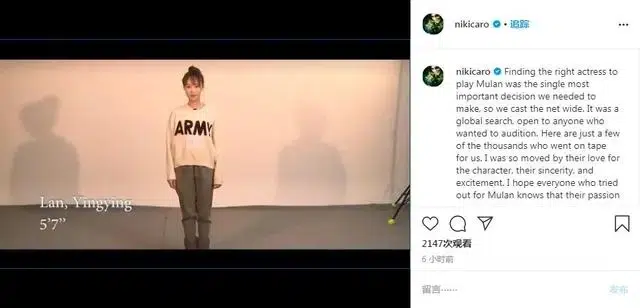 ARMY
Lan, Yingying
5'7"
nikicaro • 追踪
nikicaro Finding the right actress to
play Mulan was the single most
important decision we needed to
make, so we cast the net wide. It was a
global search, open to anyone who
wanted to audition. Here are just a few
of the thousands who went on tape
for us. I was so moved by their love for
the character, their sincerity, and
excitement. I hope everyone who tried
out for Mulan knows that their passion
2147次观看
6 小时前
留言……
发布